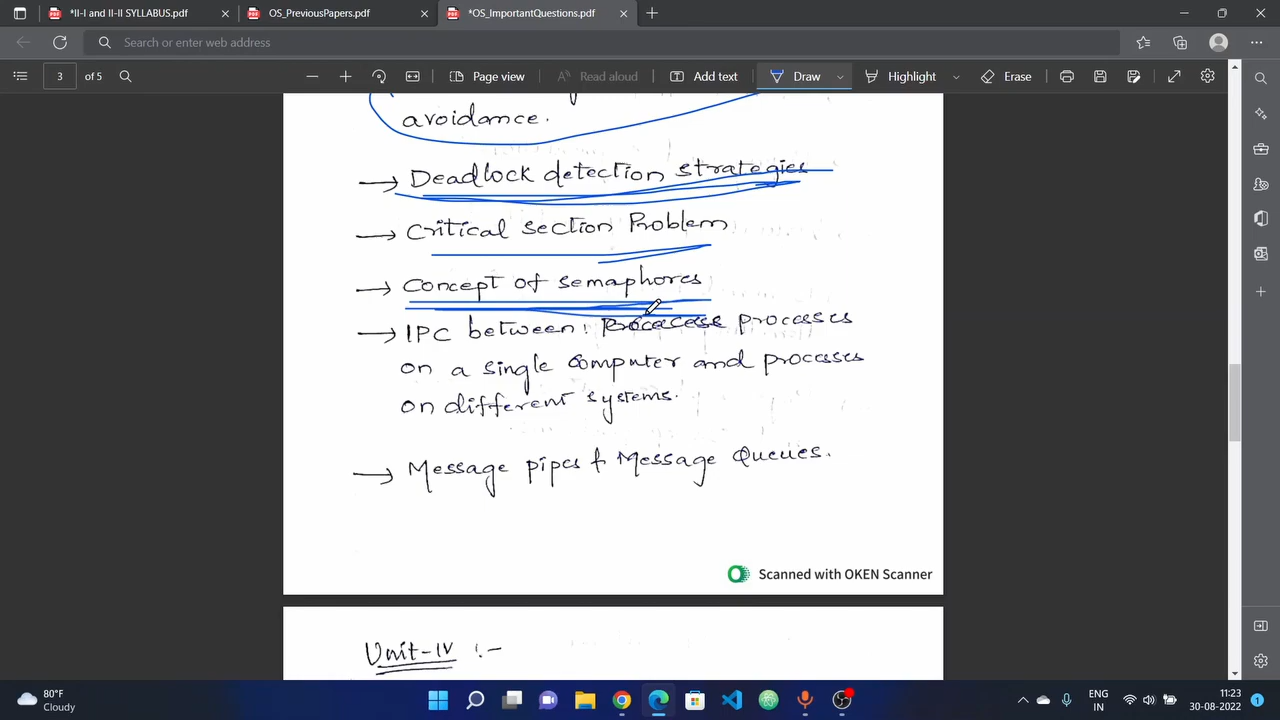 *II-I and II-II SYLLABUS.pdf
OS_PreviousPapers.pdf
*OS_ImportantQuestions.pdf
Search or enter web address
3 of 5
Page view
Read aloud
Add text
Draw
Highlight
Erase
avoidance.
→ Deadlock detection strategies
→ Critical section Problem
→ Concept of semaphores
→ IPC between processes
on a single computer and processes
on different systems.
→ Message pipes & Message Queues.
Scanned with OKEN Scanner
Unit-IV :-
80°F
Cloudy
ENG
IN
11:23
30-08-2022
1